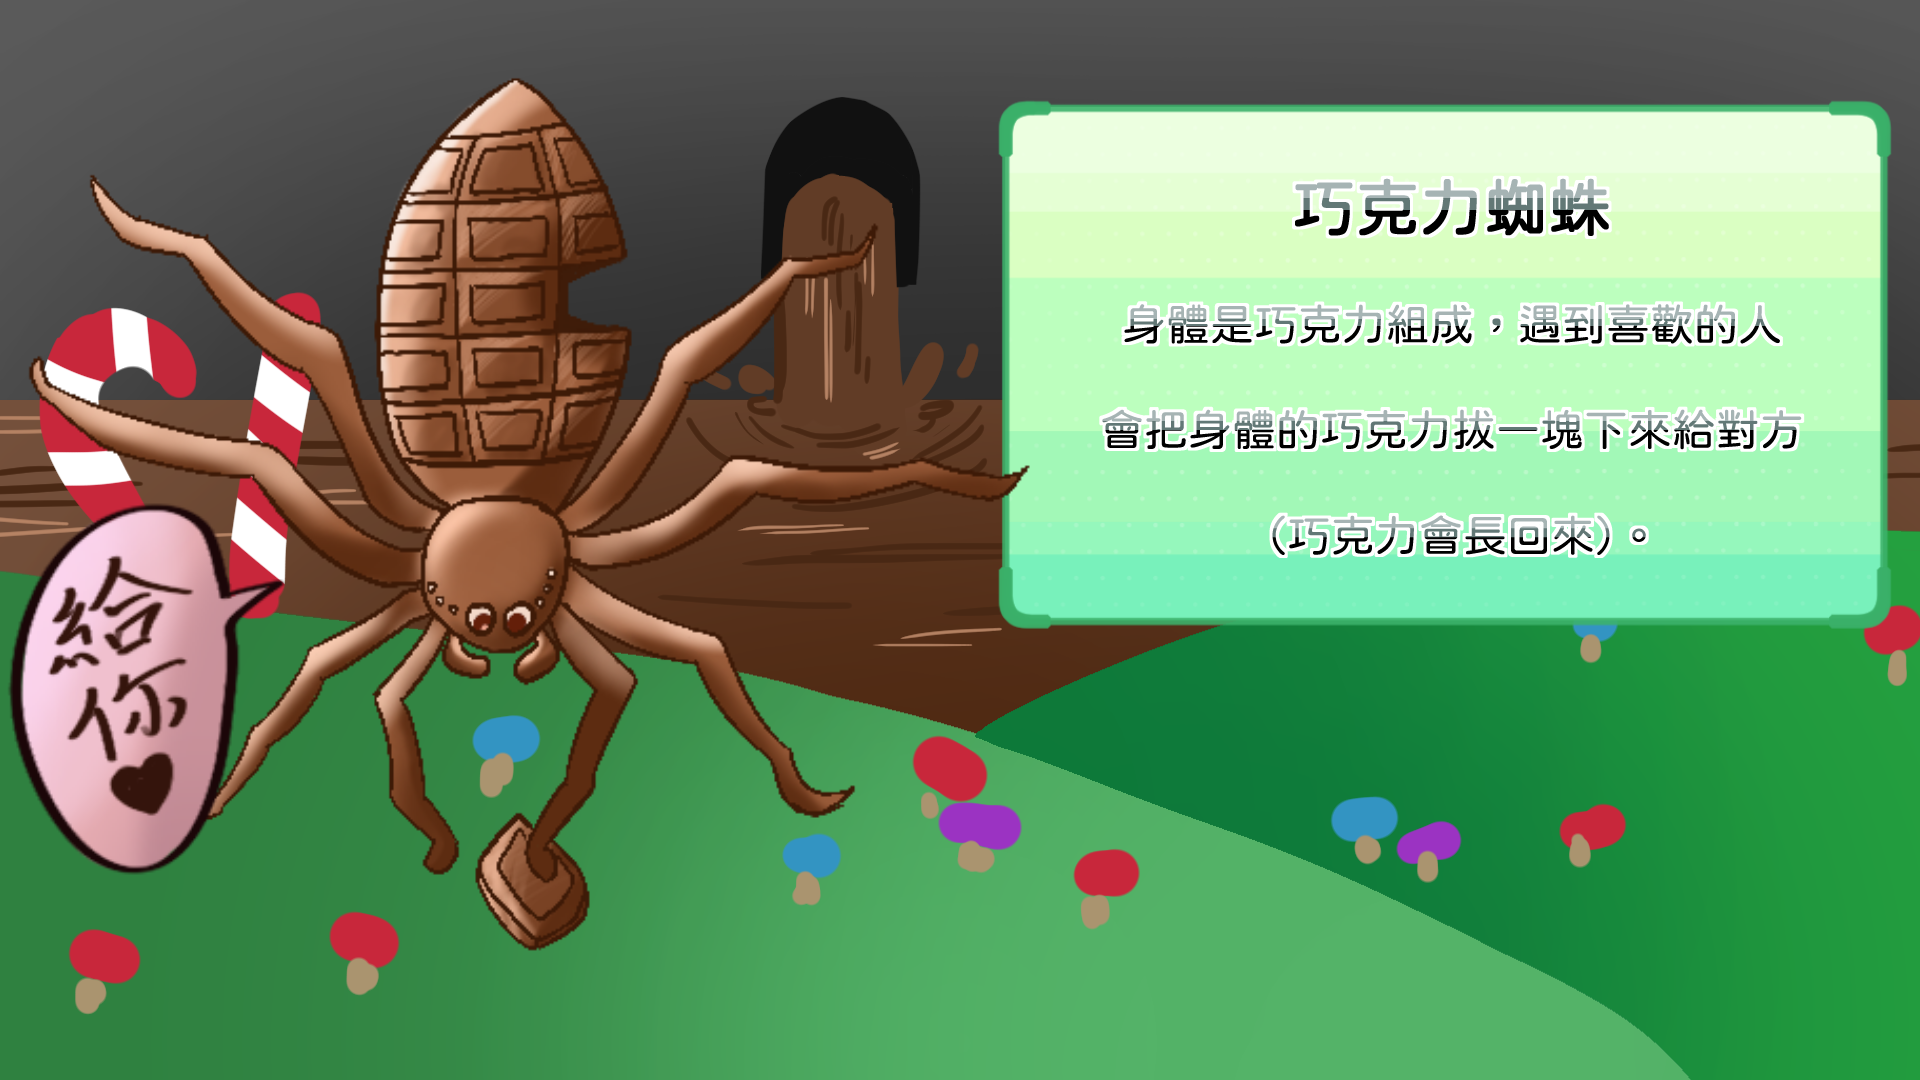 巧克力蜘蛛
身體是巧克力組成，遇到喜歡的人
會把身體的巧克力拔一塊下來給對方
（巧克力會長回來）。
給
你